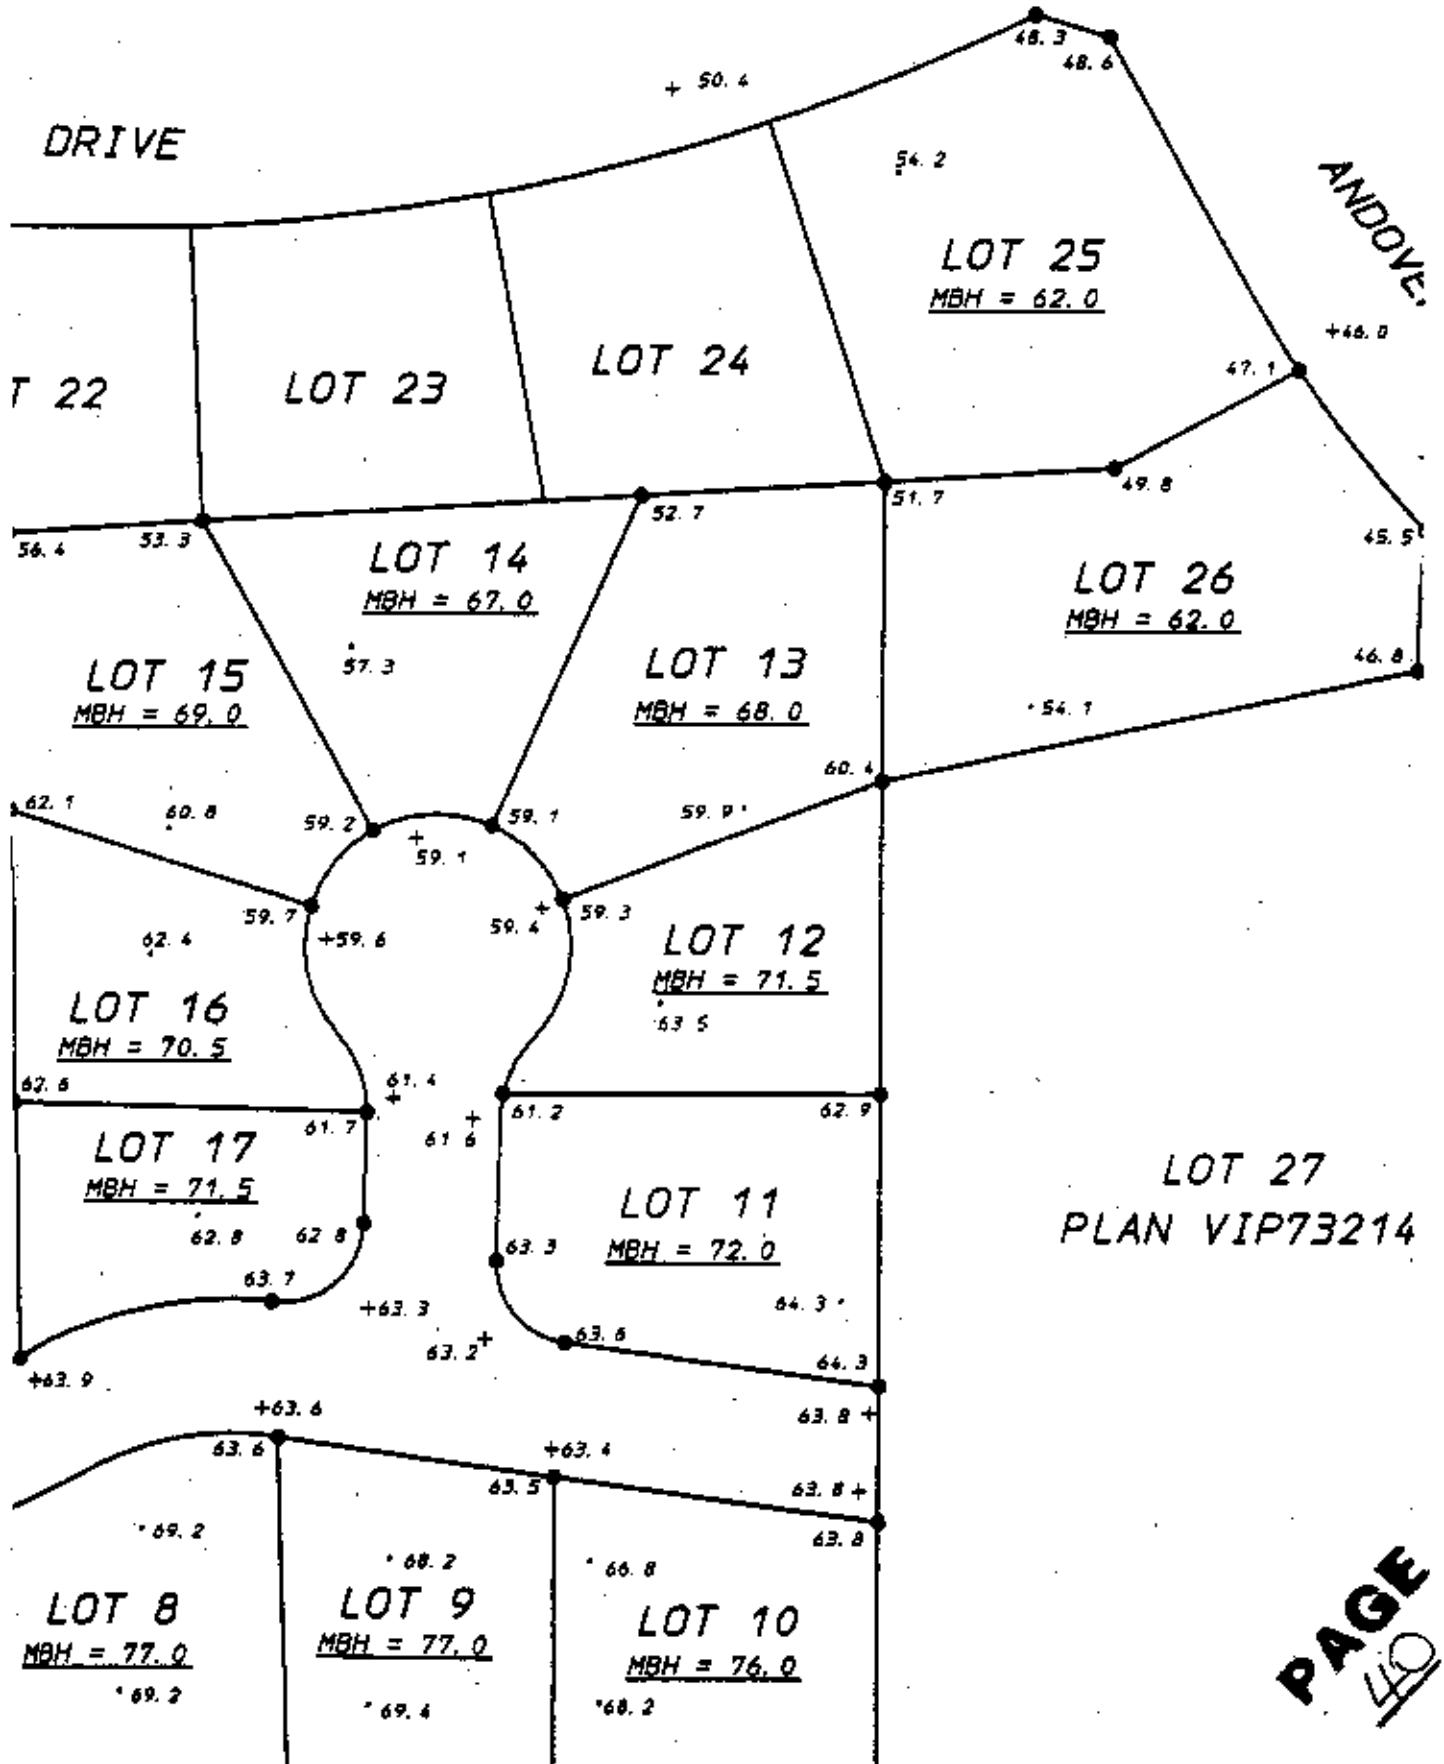 48. 3
48. 6
+ 50. 4
DRIVE
54. 2
ANDOVE
LOT 25
MBH = 62. 0
+46. 0
LOT 24
47. 1
T 22
LOT 23
49. 8
51. 7
52. 7
53. 3
56. 4
45. 5
LOT 14
MBH = 67. 0
LOT 26
MBH = 62. 0
57. 3
LOT 15
MBH = 69. 0
LOT 13
MBH = 68. 0
46. 8
54. 1
60. 4
62. 1
60. 8
59. 2
+
59. 1
59. 1
59. 9
59. 7
+59. 6
59. 4 +
59. 3
62. 4
LOT 12
MBH = 71. 5
63 5
LOT 16
MBH = 70. 5
62. 6
61. 4
+
61. 7
+
61 6
61. 2
62. 9
LOT 17
MBH = 71. 5
62. 8
62 8
LOT 27
PLAN VIP73214
LOT 11
MBH = 72. 0
63. 3
63. 7
+63. 3
64. 3
63. 2 +
63. 6
64. 3
+63. 9
63. 8 +
+63. 6
63. 6
+63. 4
63. 5
63. 8 +
63. 8
69. 2
68. 2
66. 8
LOT 8
MBH = 77. 0
LOT 9
MBH = 77. 0
LOT 10
MBH = 76. 0
69. 2
69. 4
68. 2
PAGE
40